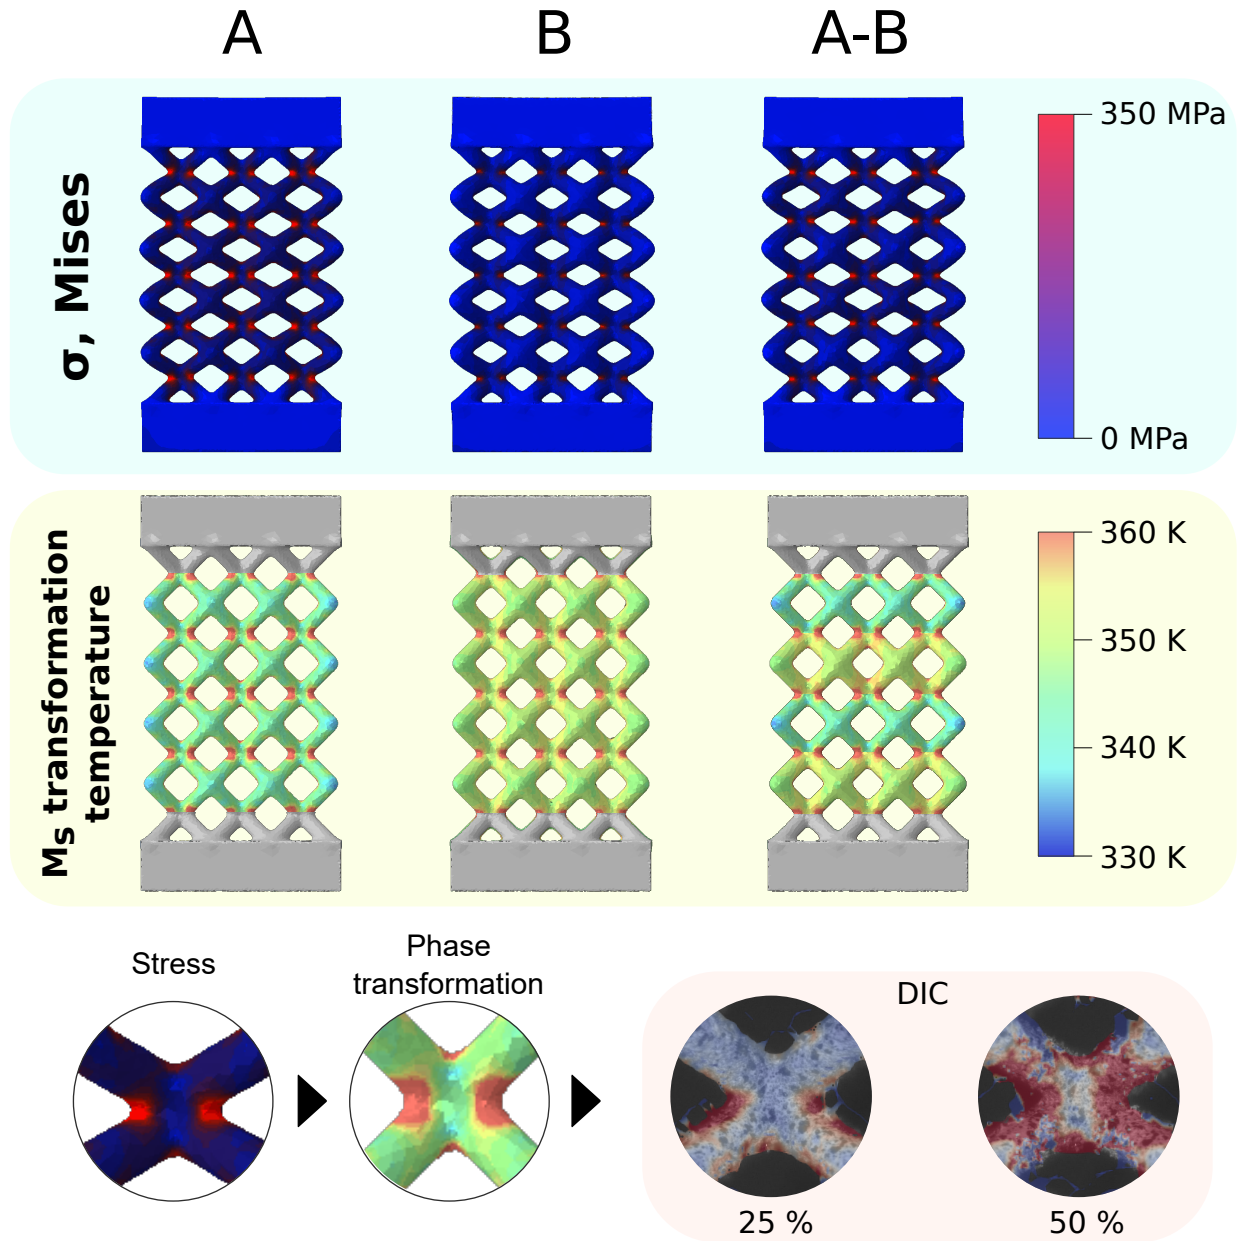 A
B
A-B
σ, Mises
350 MPa
0 MPa
Ms transformation
temperature
360 K
350 K
340 K
330 K
Stress
Phase
transformation
DIC
25 %
50 %